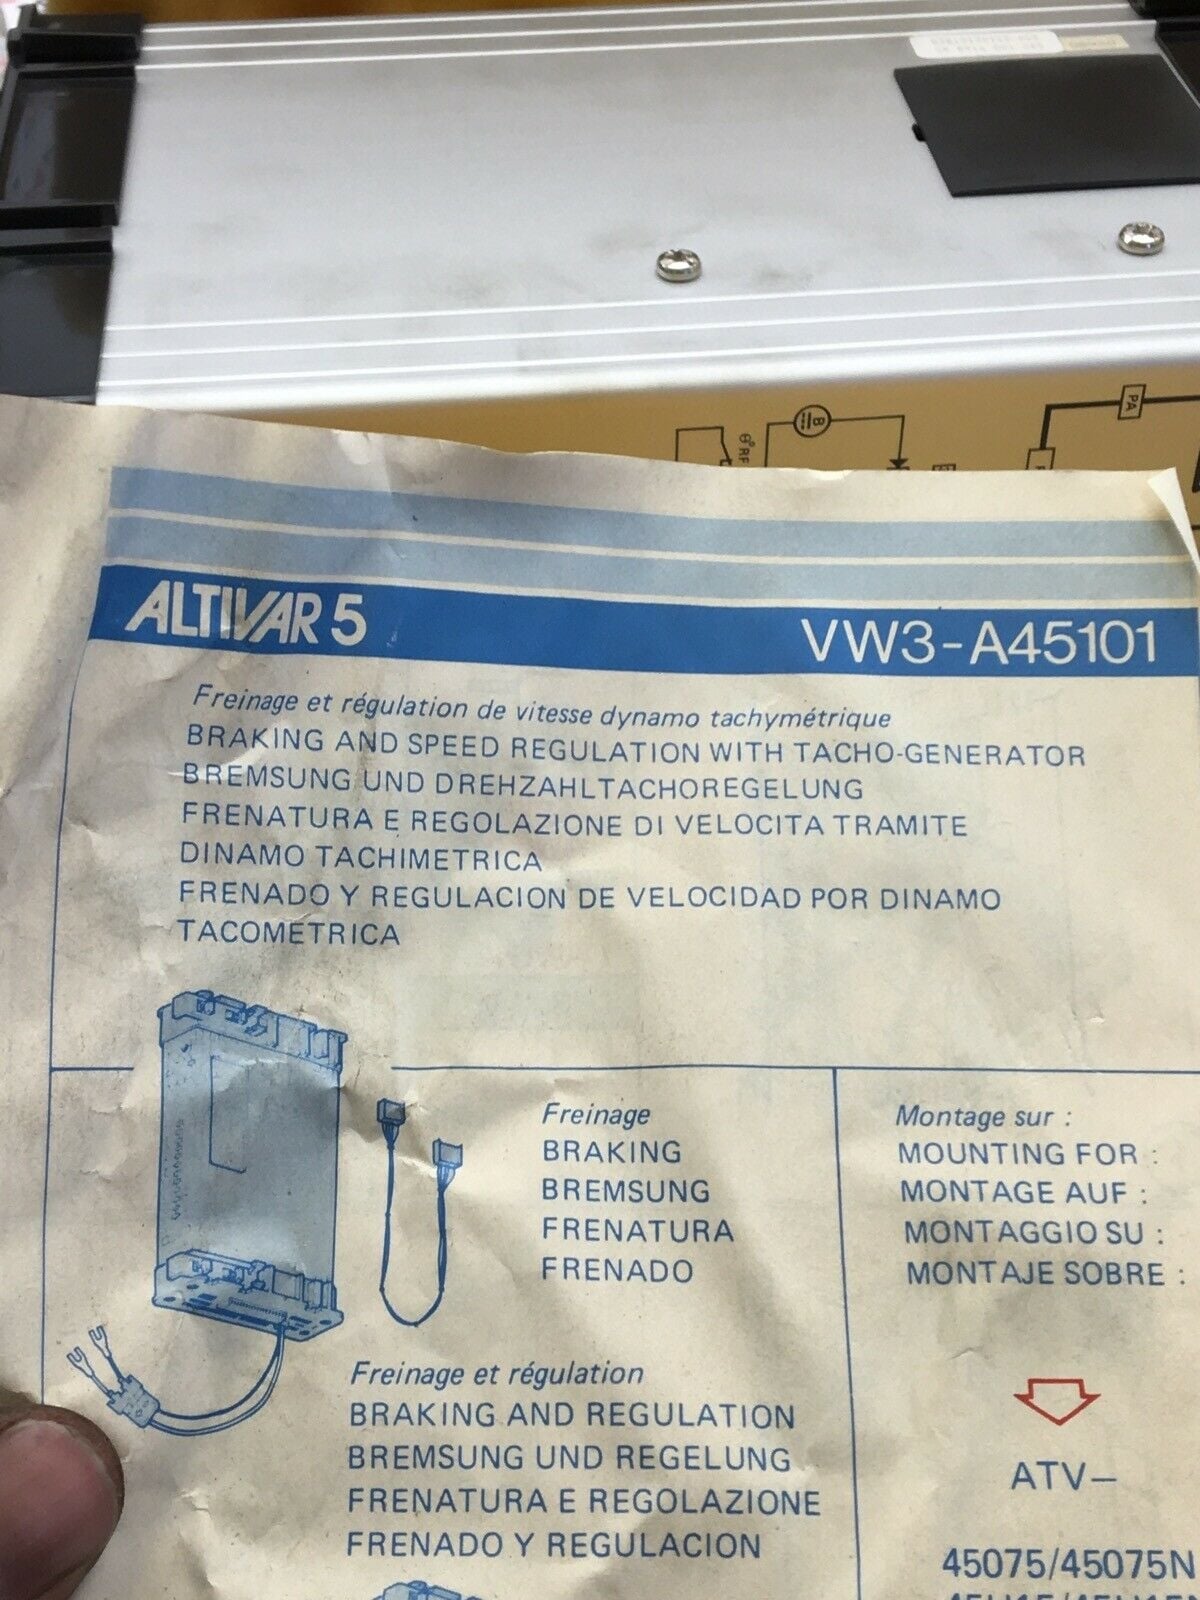 PA
B
θ°RF
ALTIVAR 5
VW3-A45101
Freinage et régulation de vitesse dynamo tachymétrique
BRAKING AND SPEED REGULATION WITH TACHO-GENERATOR
BREMSUNG UND DREHZAHLTACHOREGELUNG
FRENATURA E REGOLAZIONE DI VELOCITA TRAMITE
DINAMO TACHIMETRICA
FRENADO Y REGULACION DE VELOCIDAD POR DINAMO
TACOMETRICA
Freinage
BRAKING
BREMSUNG
FRENATURA
FRENADO
Montage sur :
MOUNTING FOR :
MONTAGE AUF :
MONTAGGIO SU :
MONTAJE SOBRE :
Freinage et régulation
BRAKING AND REGULATION
BREMSUNG UND REGELUNG
FRENATURA E REGOLAZIONE
FRENADO Y REGULACION
ATV–
45075/45075N